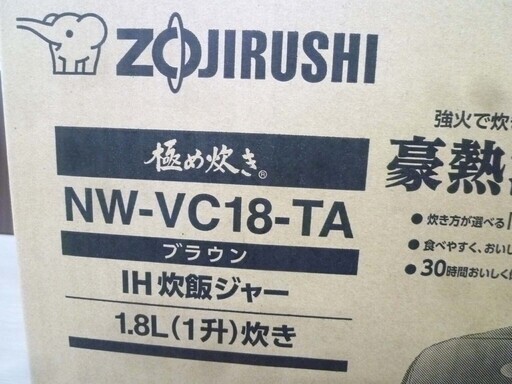 ZOJIRUSHI
極め炊き®
NW-VC18-TA
ブラウン
IH炊飯ジャー
1.8L(1升)炊き
強火で炊き
豪熱
●炊き方が選べる
●食べやすく、おいし
●30時間おいしく